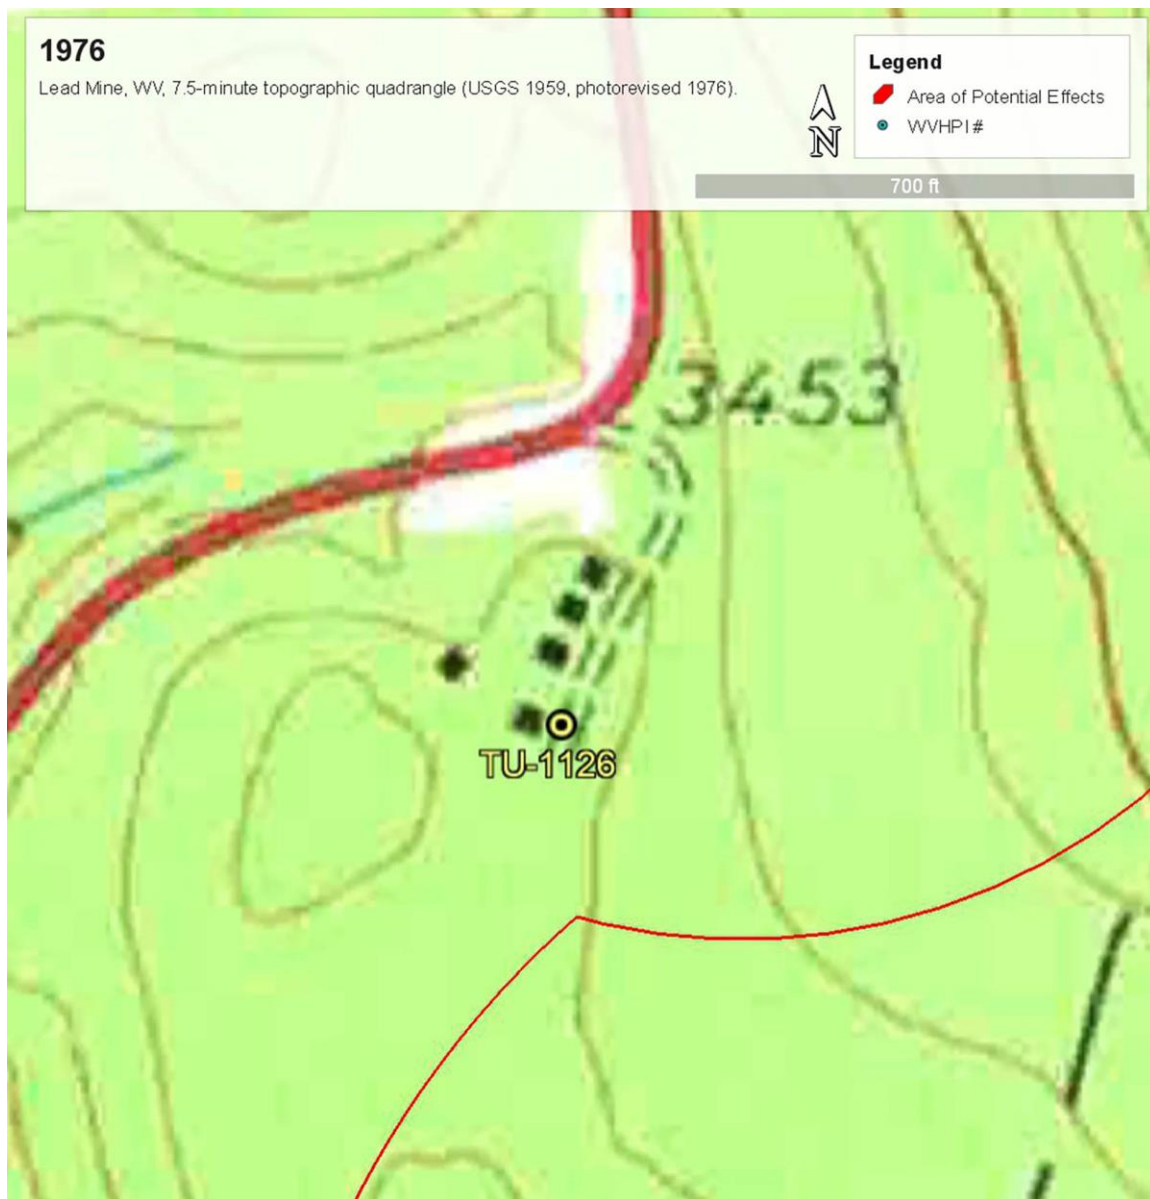 1976
Lead Mine, WV, 7.5-minute topographic quadrangle (USGS 1959, photorevised 1976).
N
Legend
Area of Potential Effects
WVHPI #
700 ft
3453
TU-1126